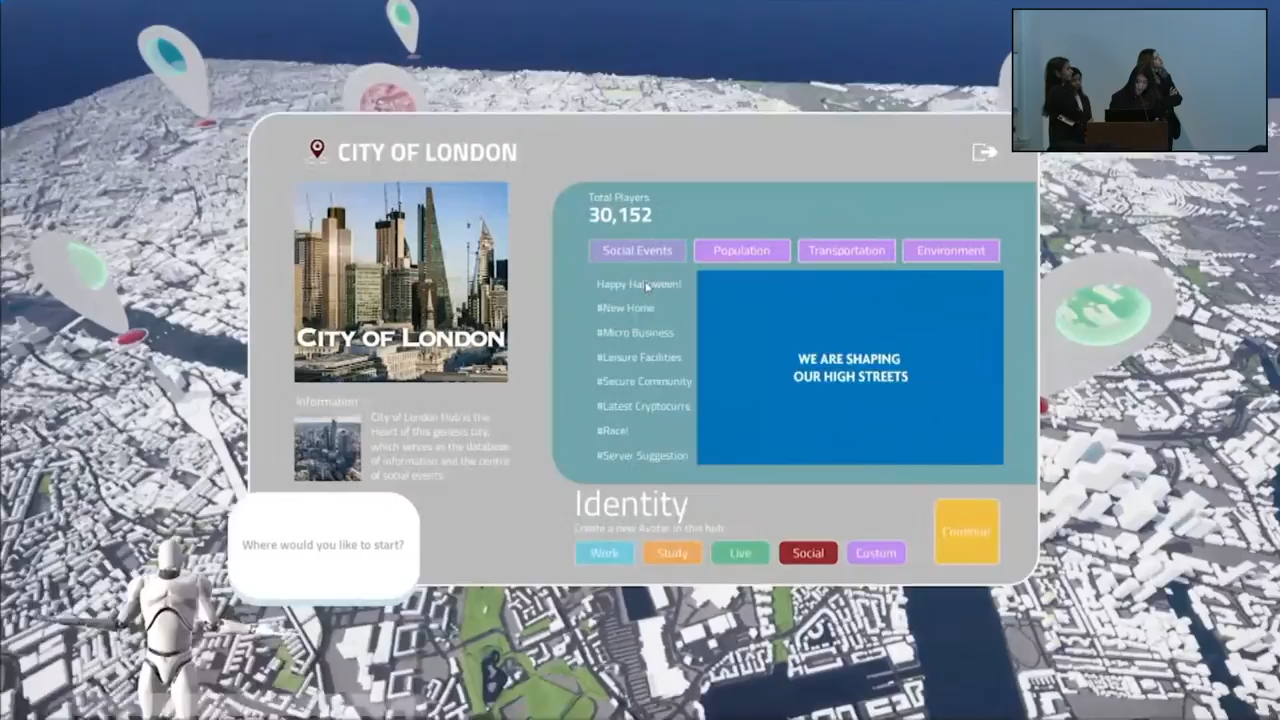 CITY OF LONDON
Total Players
30,152
Social Events
Population
Transportation
Environment
CITY OF LONDON
Happy Halloween!
#New Home
#Micro Business
#Leisure Facilities
#Secure Community
#Latest Cryptocurre
#Race!
#Server Suggestion
WE ARE SHAPING
OUR HIGH STREETS
Information
City of London Hub is the
Heart of this genesis city,
which serves as the database
of information and the centre
of social events.
Identity
Create a new Avatar in this hub.
Work
Study
Live
Social
Custom
Continue
Where would you like to start?